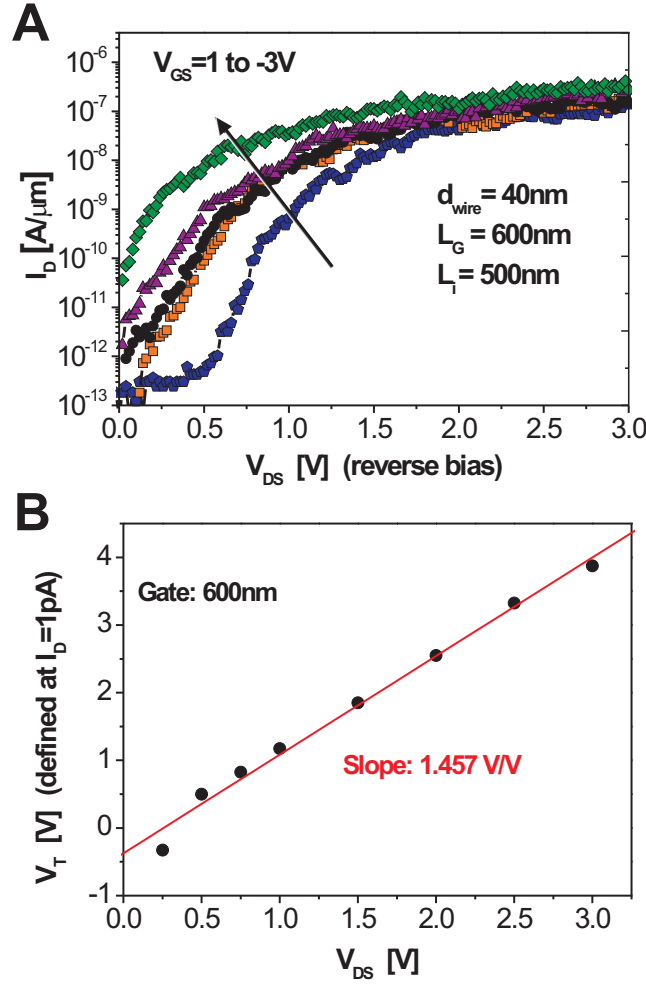 A
V_GS=1 to -3V
10^-6
10^-7
10^-8
10^-9
10^-10
10^-11
10^-12
10^-13
I_D [A/μm]
d_wire = 40nm
L_G = 600nm
L_i = 500nm
0.0 0.5 1.0 1.5 2.0 2.5 3.0
V_DS [V] (reverse bias)
B
4
3
2
1
0
-1
V_T [V] (defined at I_D=1pA)
Gate: 600nm
Slope: 1.457 V/V
0.0 0.5 1.0 1.5 2.0 2.5 3.0
V_DS [V]